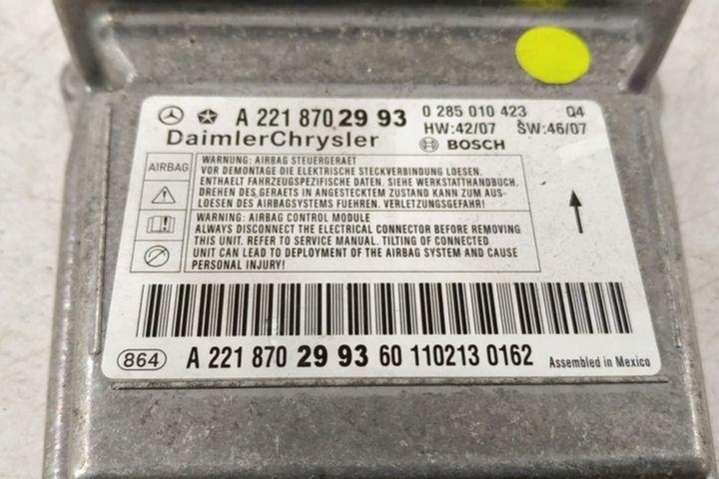 A 221 870 29 93 0 285 010 423 Q4
DaimlerChrysler HW:42/07 SW:46/07
BOSCH
AIRBAG
WARNUNG: AIRBAG STEUERGERAET
VOR DEMONTAGE DIE ELEKTRISCHE STECKVERBINDUNG LOESEN.
ENTHAELT FAHRZEUGSPEZIFISCHE DATEN. SIEHE WERKSTATTHANDBUCH.
DREHEN DES GERAETS IN ANGESTECKTEM ZUSTAND KANN ZUM AUS-
LOESEN DES AIRBAGSYSTEMS FUEHREN. VERLETZUNGSGEFAHR!
WARNING: AIRBAG CONTROL MODULE
ALWAYS DISCONNECT THE ELECTRICAL CONNECTOR BEFORE REMOVING
THIS UNIT. REFER TO SERVICE MANUAL. TILTING OF CONNECTED
UNIT CAN LEAD TO DEPLOYMENT OF THE AIRBAG SYSTEM AND CAUSE
PERSONAL INJURY!
864 A 221 870 29 93 60 110213 0162 Assembled in Mexico